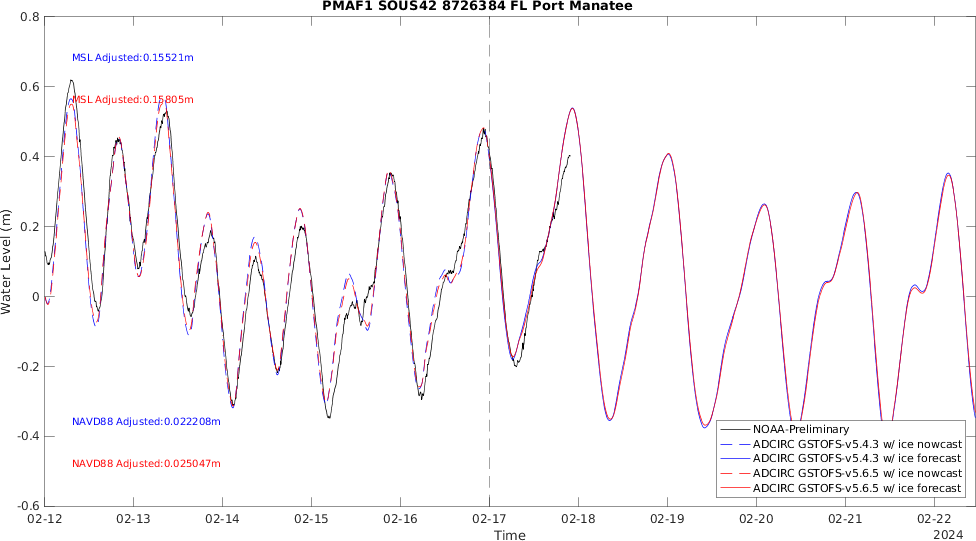 PMAF1 SOUS42 8726384 FL Port Manatee
0.8
MSL Adjusted:0.15521m
0.6
MSL Adjusted:0.15805m
0.4
0.2
Water Level (m)
0
-0.2
NAVD88 Adjusted:0.022208m
-0.4
NAVD88 Adjusted:0.025047m
-0.6
NOAA-Preliminary
ADCIRC GSTOFS-v5.4.3 w/ ice nowcast
ADCIRC GSTOFS-v5.4.3 w/ ice forecast
ADCIRC GSTOFS-v5.6.5 w/ ice nowcast
ADCIRC GSTOFS-v5.6.5 w/ ice forecast
02-12 02-13 02-14 02-15 02-16 02-17 02-18 02-19 02-20 02-21 02-22
Time
2024